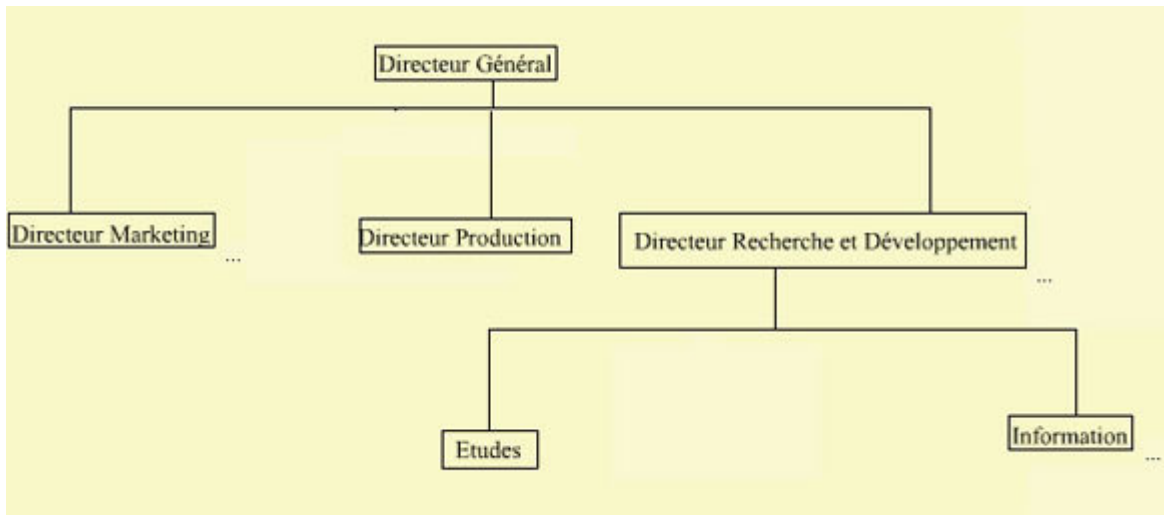 Directeur Général
Directeur Marketing
...
Directeur Production
Directeur Recherche et Développement
...
Etudes
Information
...